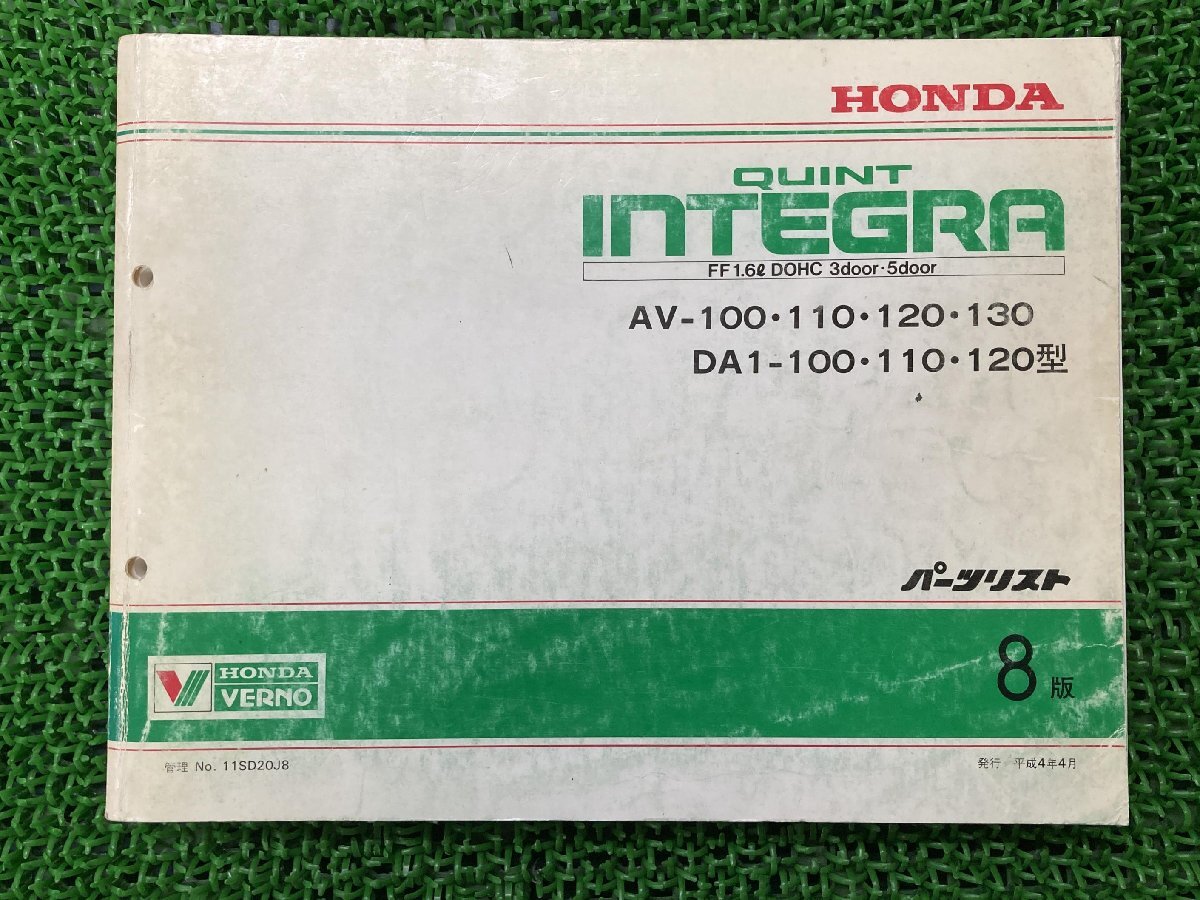 HONDA
QUINT
INTEGRA
FF1.6ℓ DOHC 3door・5door
AV-100・110・120・130
DA1-100・110・120型
パーツリスト
HONDA
VERNO
8版
管理 No. 11SD20J8
発行 平成4年4月